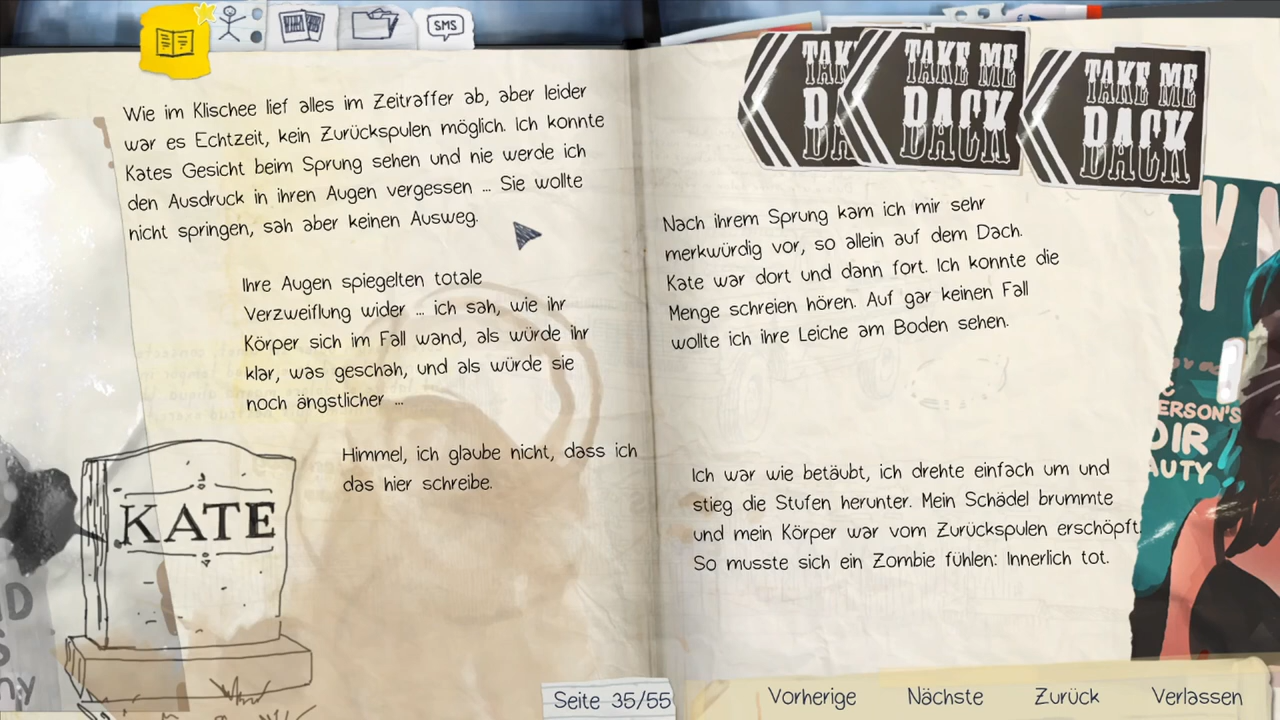 SMS
Wie im Klischee lief alles im Zeitraffer ab, aber leider
war es Echtzeit, kein Zurückspulen möglich. Ich konnte
Kates Gesicht beim Sprung sehen und nie werde ich
den Ausdruck in ihren Augen vergessen ... Sie wollte
nicht springen, sah aber keinen Ausweg.
Ihre Augen spiegelten totale
Verzweiflung wider ... ich sah, wie ihr
Körper sich im Fall wand, als würde ihr
klar, was geschah, und als würde sie
noch ängstlicher ...
Himmel, ich glaube nicht, dass ich
das hier schreibe.
KATE
TAKE ME
DACK
TAKE ME
DACK
Nach ihrem Sprung kam ich mir sehr
merkwürdig vor, so allein auf dem Dach.
Kate war dort und dann fort. Ich konnte die
Menge schreien hören. Auf gar keinen Fall
wollte ich ihre Leiche am Boden sehen.
Ich war wie betäubt, ich drehte einfach um und
stieg die Stufen herunter. Mein Schädel brummte
und mein Körper war vom Zurückspulen erschöpft.
So musste sich ein Zombie fühlen: Innerlich tot.
ERSON'S
OIR
AUTY
Seite 35/55
Vorherige
Nächste
Zurück
Verlassen